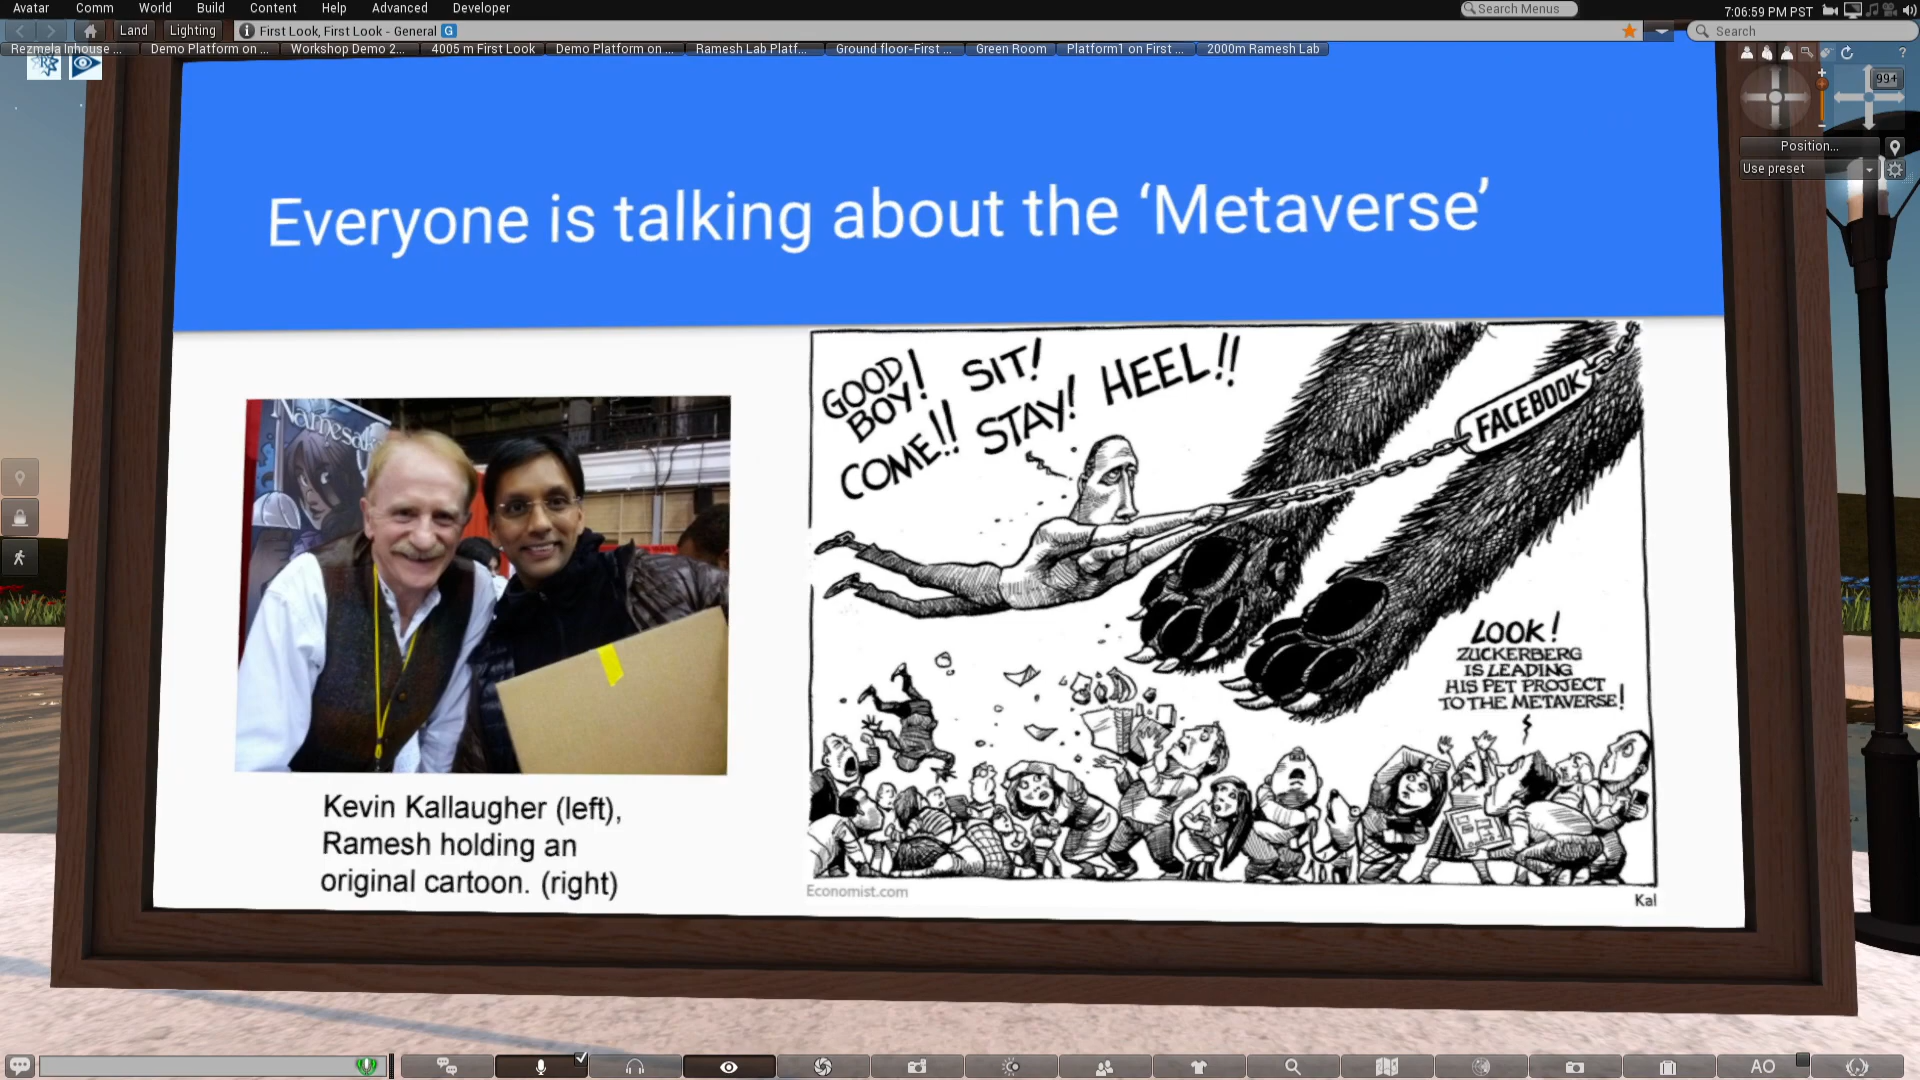 Avatar Comm World Build Content Help Advanced Developer
Search Menus
7:06:59 PM PST
Land Lighting First Look, First Look - General G
Search
Rezmela Inhouse ... Demo Platform on ... Workshop Demo 2... 4005 m First Look Demo Platform on ... Ramesh Lab Platf... Ground floor-First ... Green Room Platform1 on First ... 2000m Ramesh Lab
?
99+
Position...
Use preset
Everyone is talking about the ‘Metaverse’
Namesake
Kevin Kallaugher (left),
Ramesh holding an
original cartoon. (right)
GOOD BOY! SIT!
COME!! STAY! HEEL!!
FACEBOOK
LOOK!
ZUCKERBERG
IS LEADING
HIS PET PROJECT
TO THE METAVERSE!
Economist.com
Kal
AO